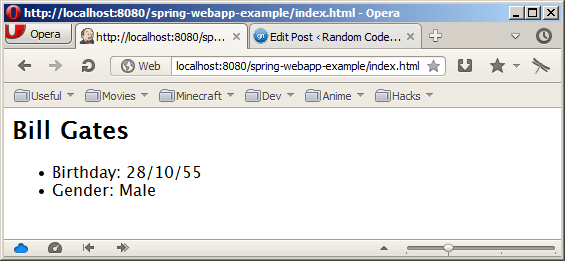 http://localhost:8080/spring-webapp-example/index.html - Opera
Opera http://localhost:8080/sp... Edit Post ‹ Random Code...
Web localhost:8080/spring-webapp-example/index.html
Useful Movies Minecraft Dev Anime Hacks
Bill Gates
Birthday: 28/10/55
Gender: Male